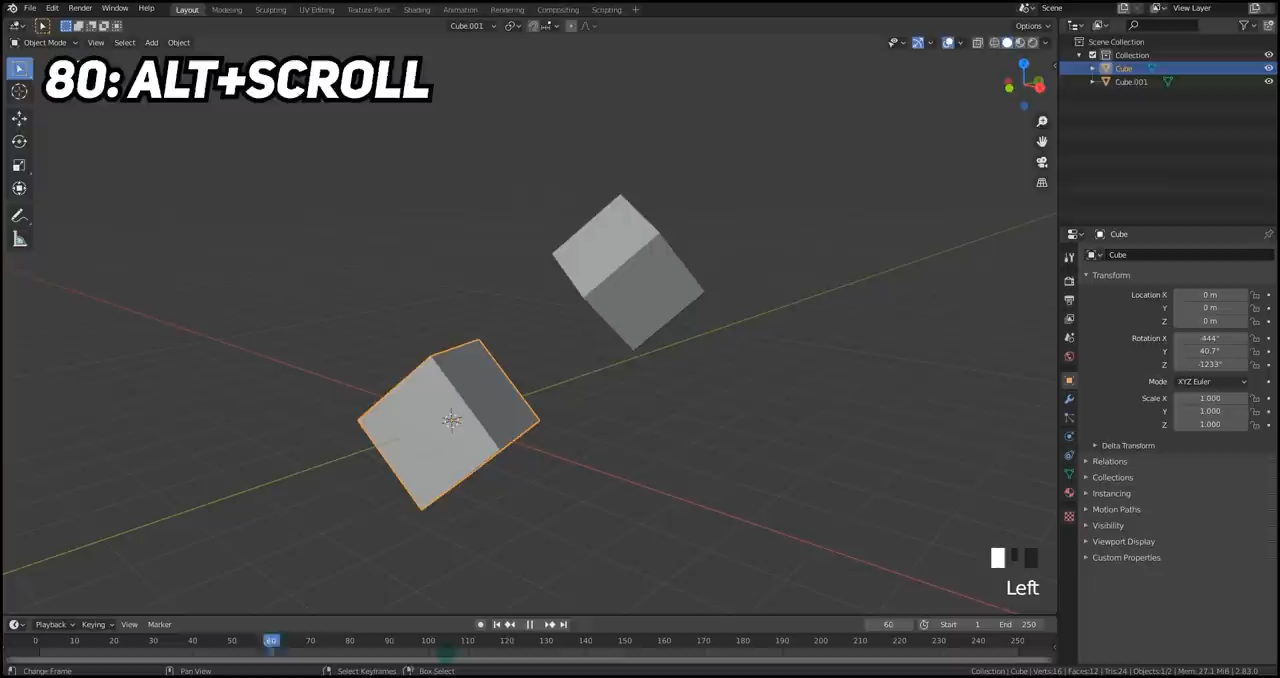 File Edit Render Window Help Layout Modeling Sculpting UV Editing Texture Paint Shading Animation Rendering Compositing Scripting + Scene View Layer
Cube.001 Options
Object Mode View Select Add Object
80: ALT+SCROLL
Scene Collection
Collection
Cube
Cube.001
Cube
Cube
Transform
Location X 0 m
Y 0 m
Z 0 m
Rotation X -444°
Y 40.7°
Z -1233°
Mode XYZ Euler
Scale X 1.000
Y 1.000
Z 1.000
Delta Transform
Relations
Collections
Instancing
Motion Paths
Visibility
Viewport Display
Custom Properties
Left
Playback Keying View Marker 60 Start 1 End 250
0 10 20 30 40 50 60 70 80 90 100 110 120 130 140 150 160 170 180 190 200 210 220 230 240 250
Change Frame Pan View Select Keyframes Box Select Collection | Cube | Verts:16 | Faces:12 | Tris:24 | Objects:1/2 | Mem: 27.1 MiB | 2.83.0